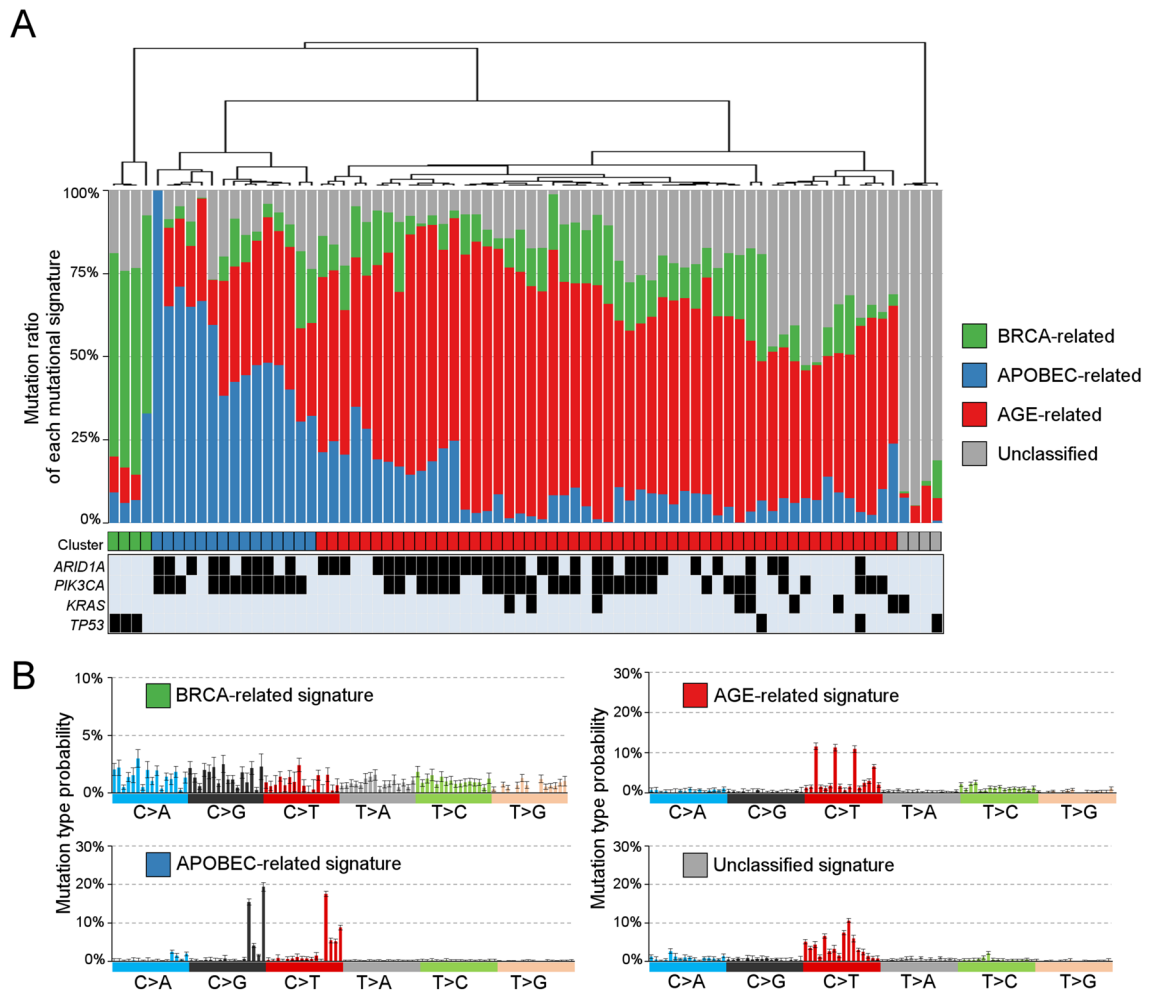 A
100%
75%
50%
25%
0%
Mutation ratio
of each mutational signature
BRCA-related
APOBEC-related
AGE-related
Unclassified
Cluster
ARID1A
PIK3CA
KRAS
TP53
B
Mutation type probability
10%
5%
0%
BRCA-related signature
C>A C>G C>T T>A T>C T>G
Mutation type probability
30%
20%
10%
0%
AGE-related signature
C>A C>G C>T T>A T>C T>G
30%
20%
10%
0%
APOBEC-related signature
C>A C>G C>T T>A T>C T>G
30%
20%
10%
0%
Unclassified signature
C>A C>G C>T T>A T>C T>G